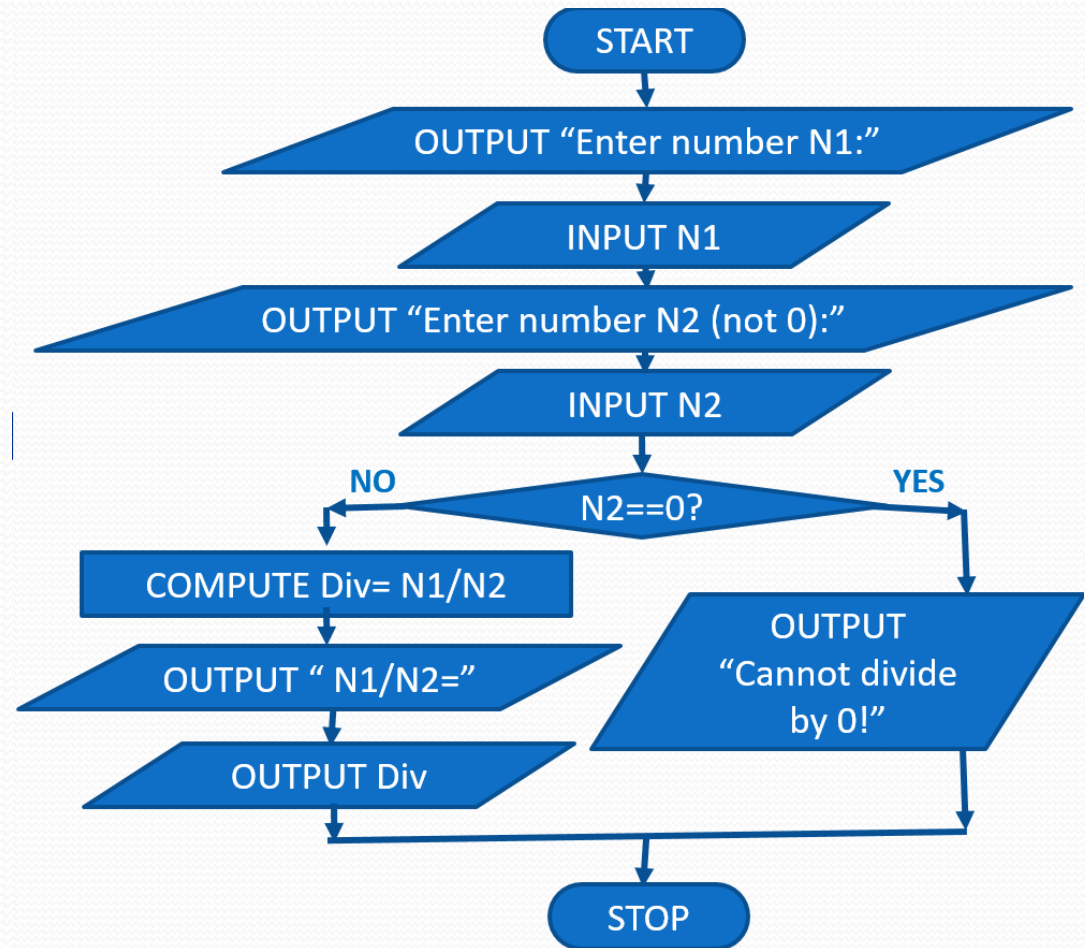 START
OUTPUT “Enter number N1:”
INPUT N1
OUTPUT “Enter number N2 (not 0):”
INPUT N2
NO
YES
N2==0?
COMPUTE Div= N1/N2
OUTPUT “ N1/N2=”
OUTPUT Div
OUTPUT
“Cannot divide
by 0!”
STOP